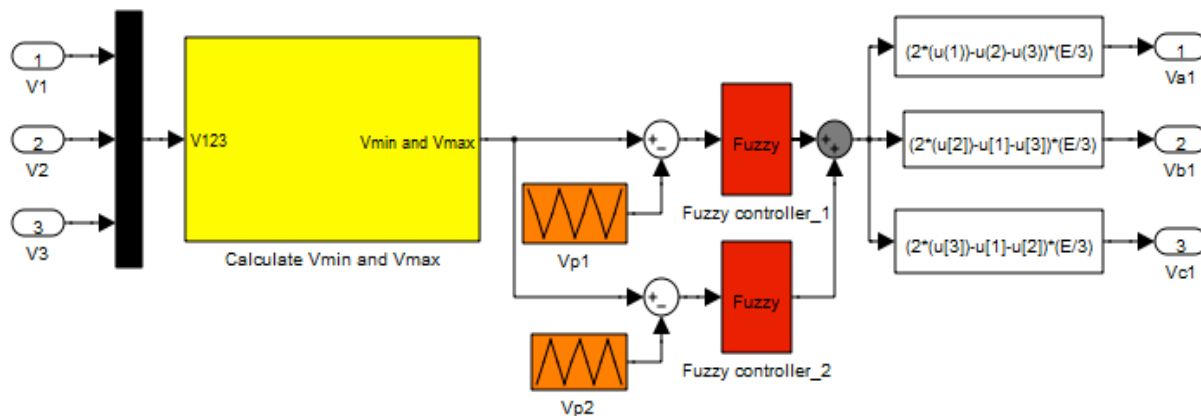 1
V1
2
V2
3
V3
V123
Vmin and Vmax
Calculate Vmin and Vmax
Vp1
Vp2
Fuzzy
Fuzzy controller_1
Fuzzy
Fuzzy controller_2
(2*(u(1))-u(2)-u(3))*(E/3)
1
Va1
(2*(u[2])-u[1]-u[3])*(E/3)
2
Vb1
(2*(u[3])-u[1]-u[2])*(E/3)
3
Vc1